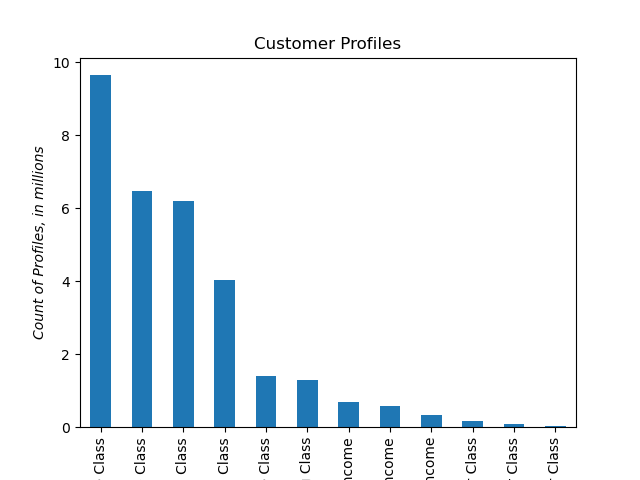 Customer Profiles
Count of Profiles, in millions
10
8
6
4
2
0
Class
Class
Class
Class
Class
Class
ncome
ncome
ncome
Class
Class
Class